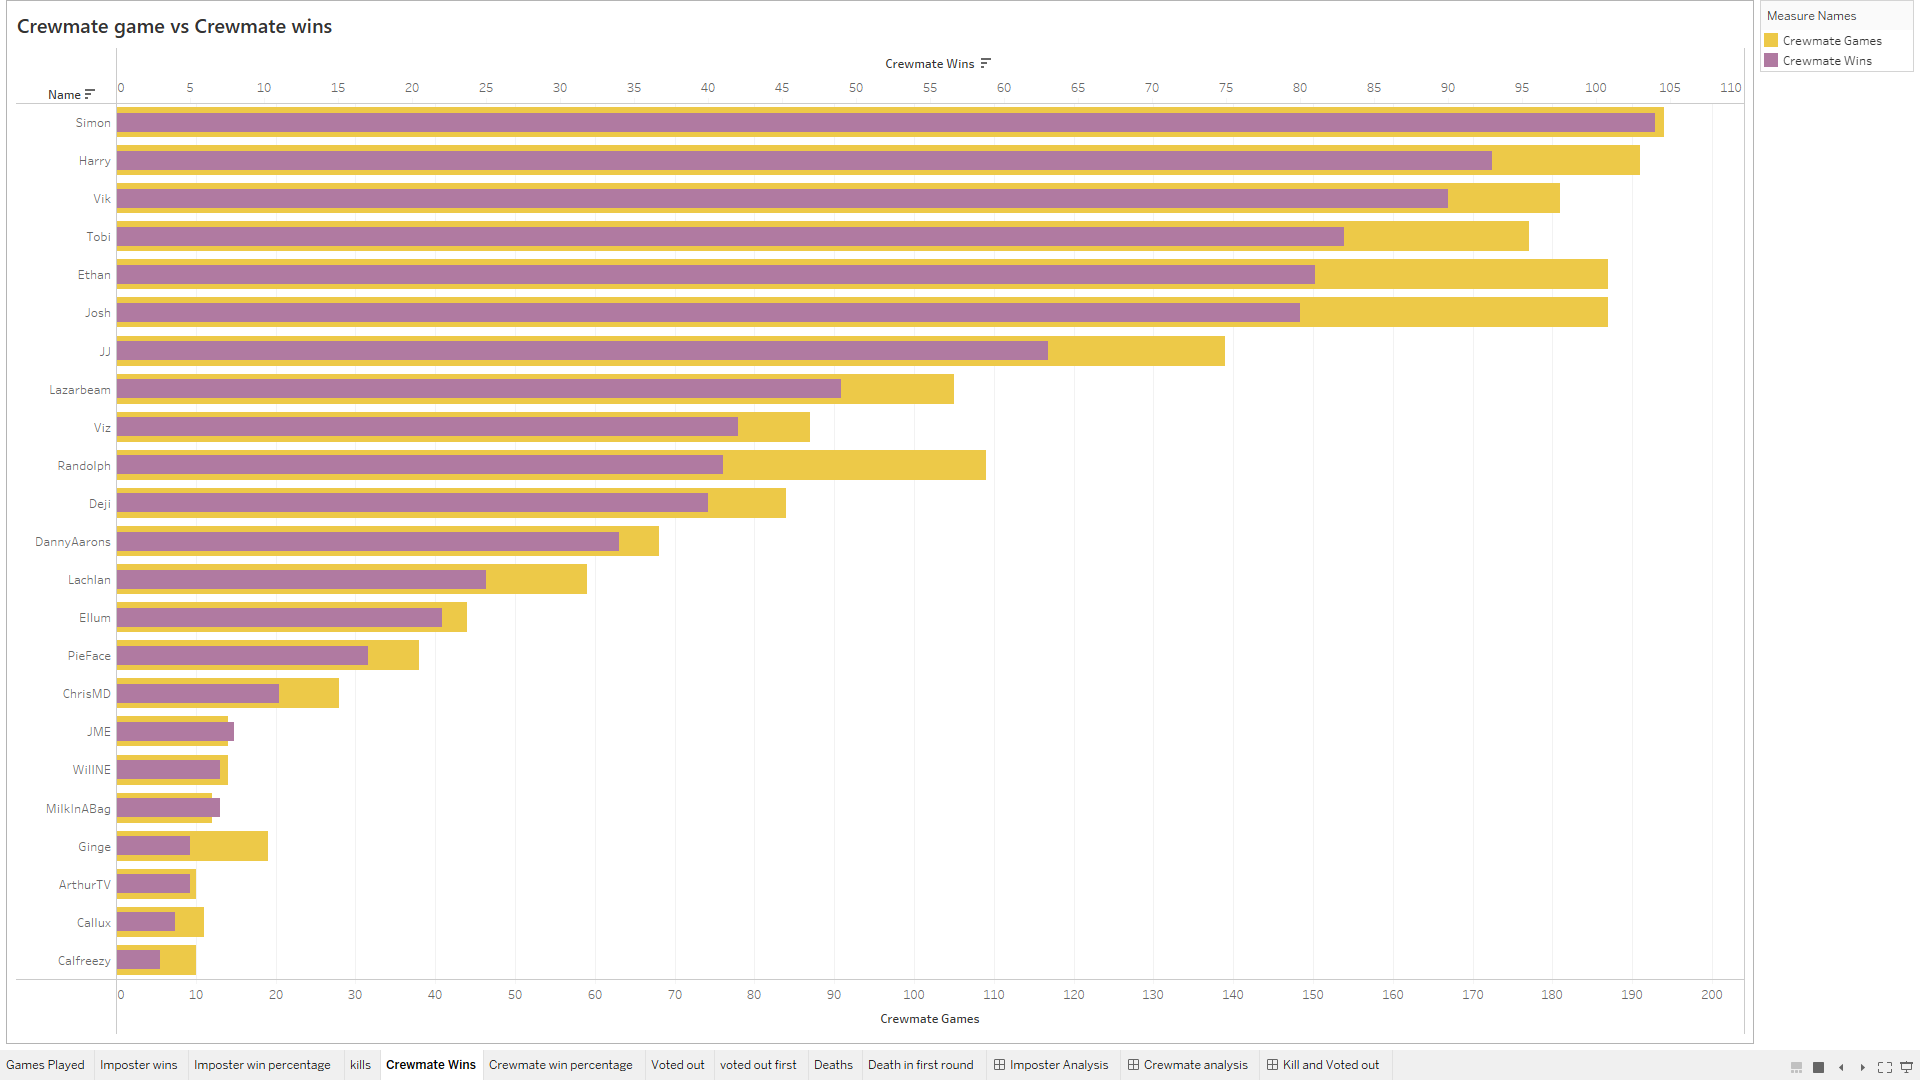 Crewmate game vs Crewmate wins
Measure Names
Crewmate Games
Crewmate Wins
Crewmate Wins
Name
0 5 10 15 20 25 30 35 40 45 50 55 60 65 70 75 80 85 90 95 100 105 110
Simon
Harry
Vik
Tobi
Ethan
Josh
JJ
Lazarbeam
Viz
Randolph
Deji
DannyAarons
Lachlan
Ellum
PieFace
ChrisMD
JME
WillNE
MilkInABag
Ginge
ArthurTV
Callux
Calfreezy
0 10 20 30 40 50 60 70 80 90 100 110 120 130 140 150 160 170 180 190 200
Crewmate Games
Games Played Imposter wins Imposter win percentage kills Crewmate Wins Crewmate win percentage Voted out voted out first Deaths Death in first round Imposter Analysis Crewmate analysis Kill and Voted out